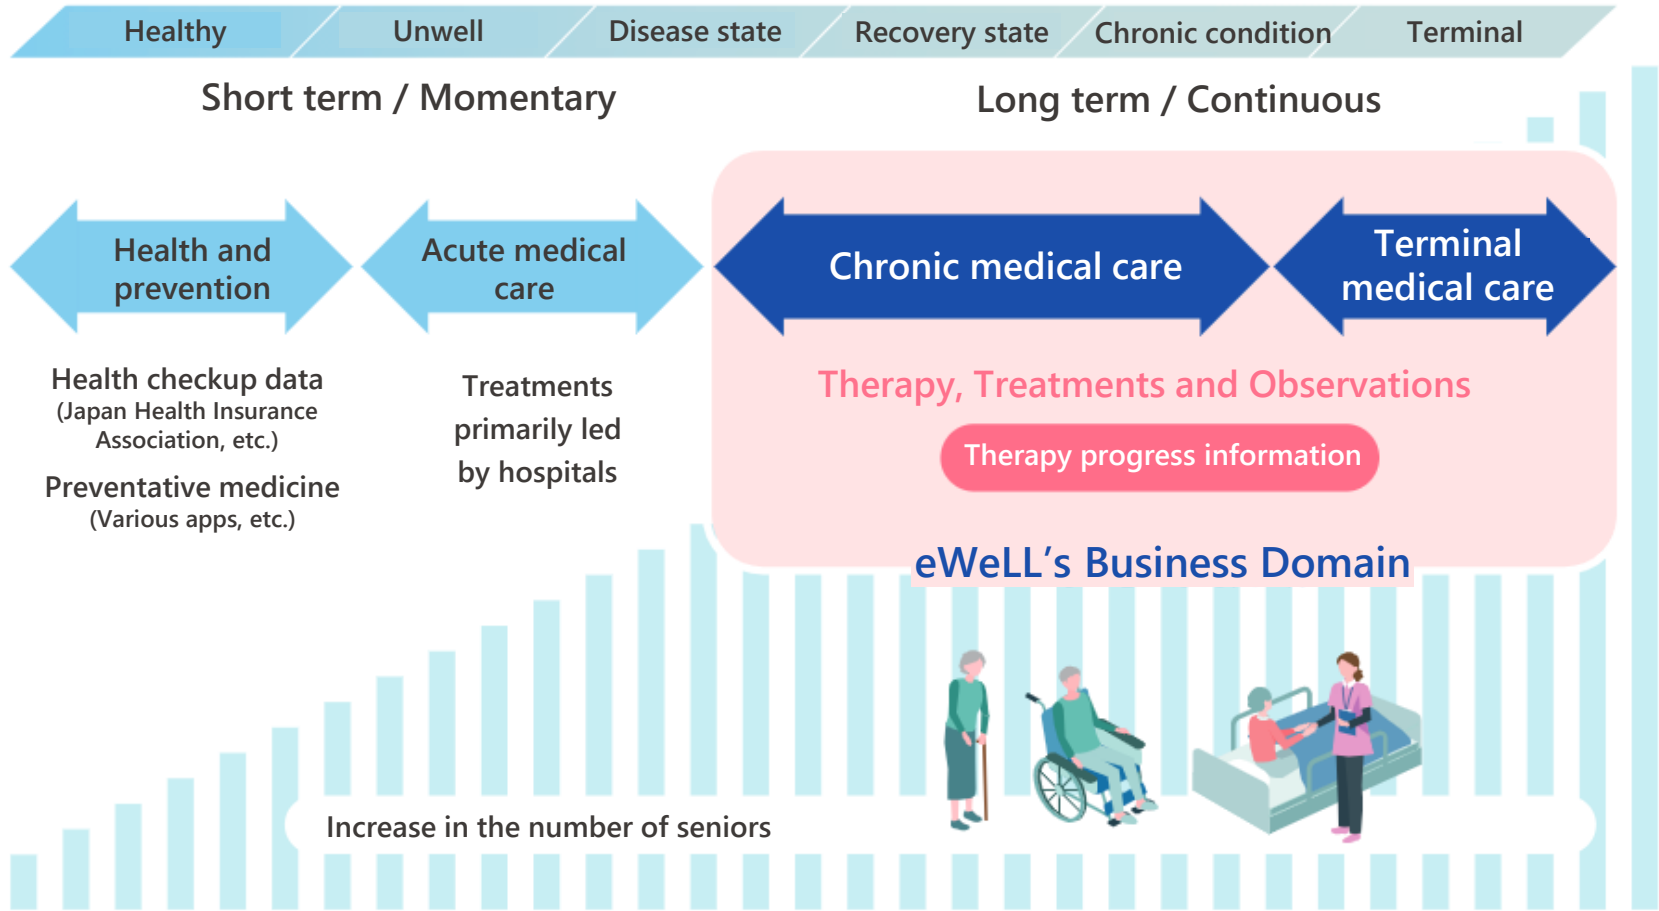 Healthy
Unwell
Disease state
Recovery state
Chronic condition
Terminal
Short term / Momentary
Long term / Continuous
Health and
prevention
Acute medical
care
Chronic medical care
Terminal
medical care
Health checkup data
(Japan Health Insurance
Association, etc.)
Preventative medicine
(Various apps, etc.)
Treatments
primarily led
by hospitals
Therapy, Treatments and Observations
Therapy progress information
eWeLL’s Business Domain
Increase in the number of seniors